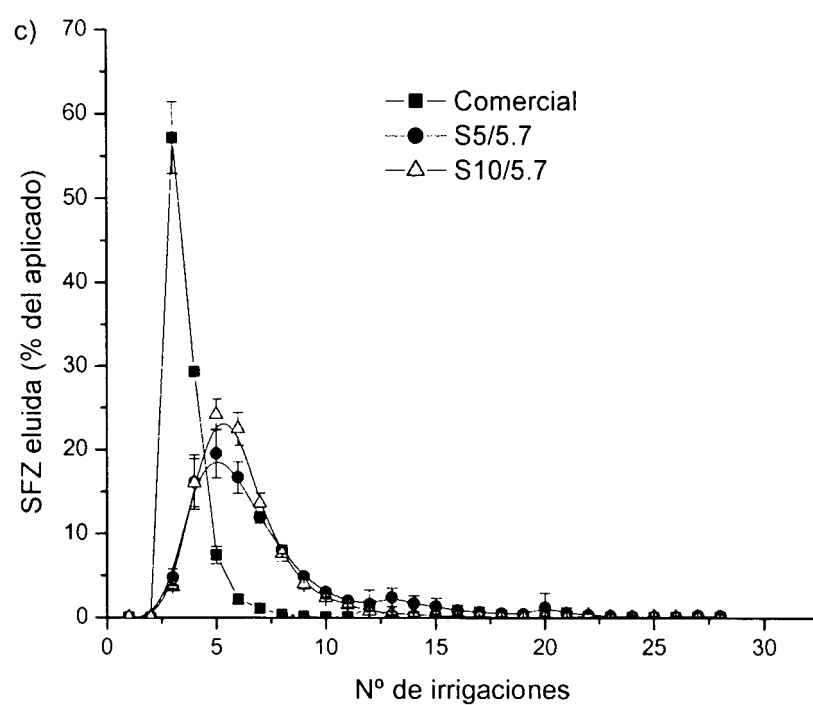 c)
70
60
50
40
30
20
10
0
SFZ eluida (% del aplicado)
Comercial
S5/5.7
S10/5.7
0 5 10 15 20 25 30
Nº de irrigaciones